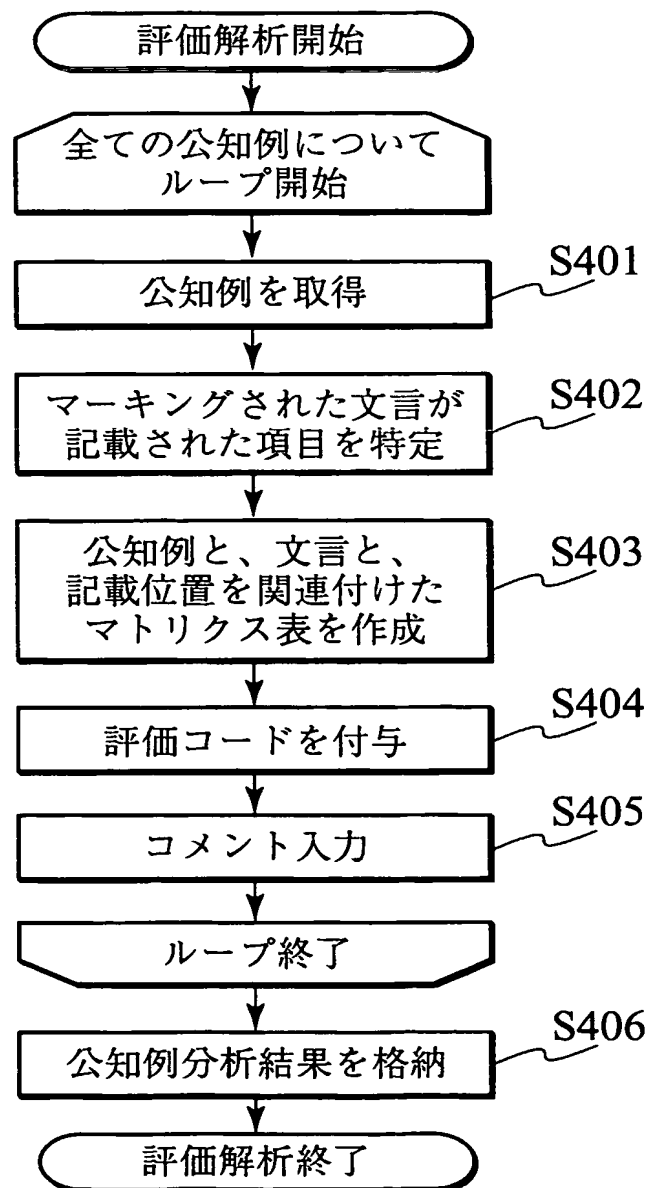 評価解析開始
全ての公知例について
ループ開始
S401
公知例を取得
S402
マーキングされた文言が
記載された項目を特定
S403
公知例と、文言と、
記載位置を関連付けた
マトリクス表を作成
S404
評価コードを付与
S405
コメント入力
ループ終了
S406
公知例分析結果を格納
評価解析終了